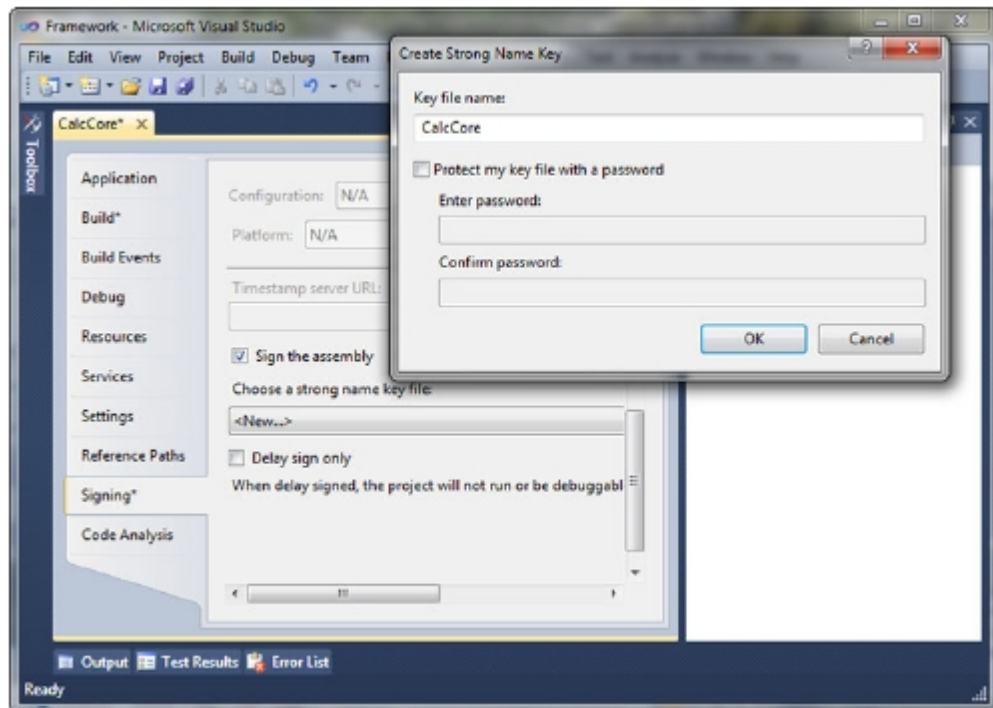 Framework - Microsoft Visual Studio
File Edit View Project Build Debug Team
Create Strong Name Key
Key file name:
CalcCore
Protect my key file with a password
Enter password:
Confirm password:
OK Cancel
Toolbox
CalcCore*
Application
Build*
Build Events
Debug
Resources
Services
Settings
Reference Paths
Signing*
Code Analysis
Configuration: N/A
Platform: N/A
Timestamp server URL:
Sign the assembly
Choose a strong name key file:
<New...>
Delay sign only
When delay signed, the project will not run or be debuggabl
Output Test Results Error List
Ready